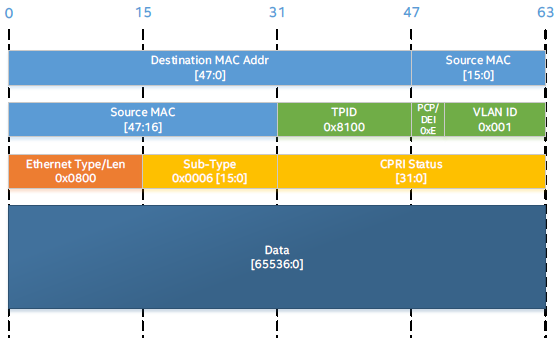 0 15 31 47 63
Destination MAC Addr
[47:0]
Source MAC
[15:0]
Source MAC
[47:16]
TPID
0x8100
PCP/
DEI
0xE
VLAN ID
0x001
Ethernet Type/Len
0x0800
Sub-Type
0x0006 [15:0]
CPRI Status
[31:0]
Data
[65536:0]